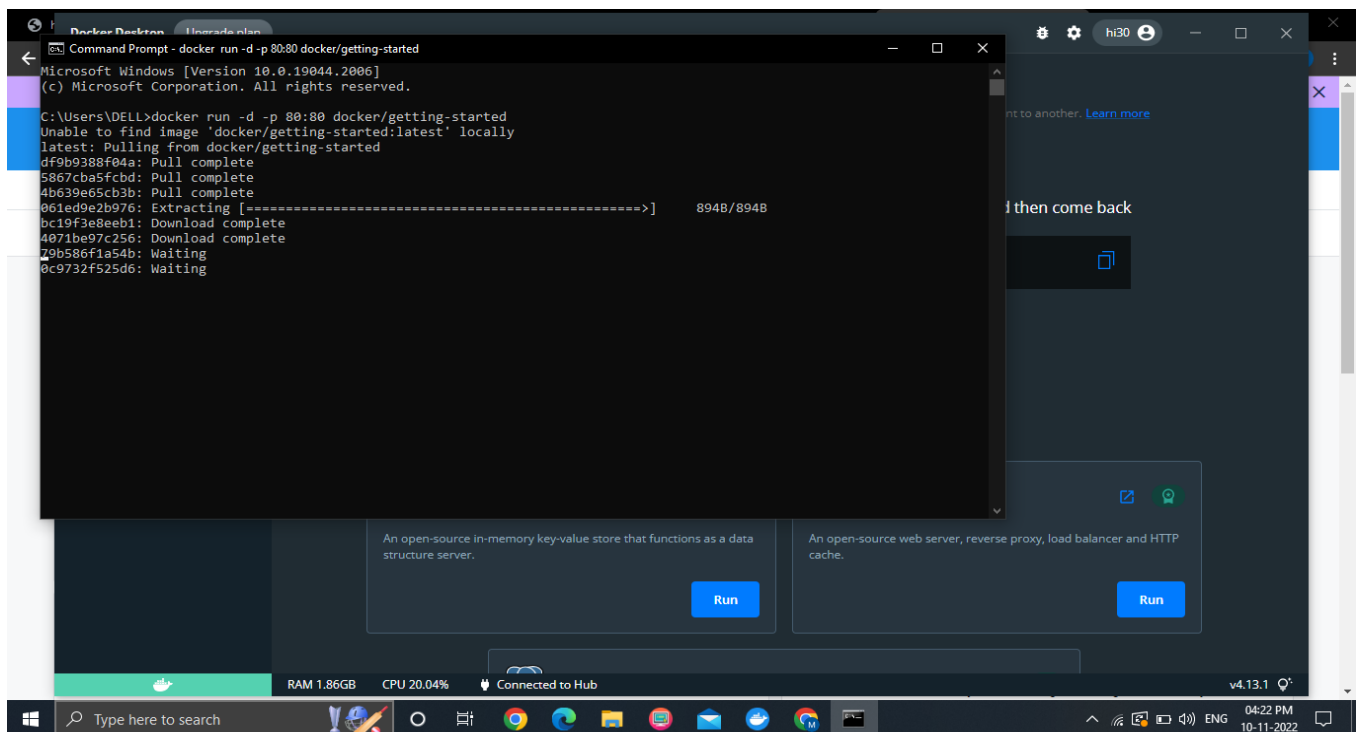 Docker Desktop Upgrade plan
hi30
Command Prompt - docker run -d -p 80:80 docker/getting-started
Microsoft Windows [Version 10.0.19044.2006]
(c) Microsoft Corporation. All rights reserved.
C:\Users\DELL>docker run -d -p 80:80 docker/getting-started
Unable to find image 'docker/getting-started:latest' locally
latest: Pulling from docker/getting-started
df9b9388f04a: Pull complete
5867cba5fcbd: Pull complete
4b639e65cb3b: Pull complete
061ed9e2b976: Extracting [==================================================>] 894B/894B
bc19f3e8eeb1: Download complete
4071be97c256: Download complete
79b586f1a54b: Waiting
0c9732f525d6: Waiting
nt to another. Learn more
then come back
An open-source in-memory key-value store that functions as a data
structure server.
Run
An open-source web server, reverse proxy, load balancer and HTTP
cache.
Run
RAM 1.86GB CPU 20.04% Connected to Hub
v4.13.1
Type here to search
ENG
04:22 PM
10-11-2022